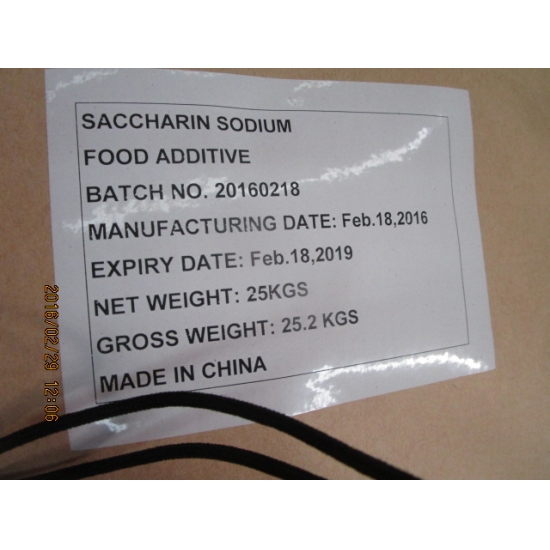 SACCHARIN SODIUM
FOOD ADDITIVE
BATCH NO. 20160218
MANUFACTURING DATE: Feb.18,2016
EXPIRY DATE: Feb.18,2019
NET WEIGHT: 25KGS
GROSS WEIGHT: 25.2 KGS
MADE IN CHINA
2016/02/29 12:06